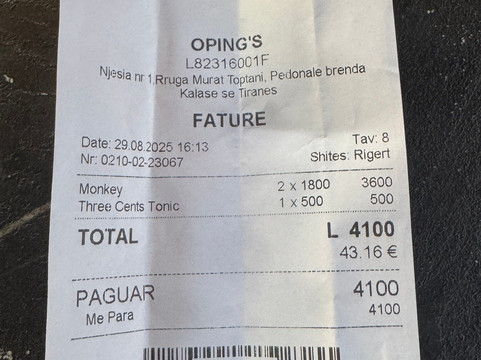 OPING'S
L82316001F
Njesia nr 1,Rruga Murat Toptani, Pedonale brenda
Kalase se Tiranes
FATURE
Date: 29.08.2025 16:13 Tav: 8
Nr: 0210-02-23067 Shites: Rigert
Monkey 2 x 1800 3600
Three Cents Tonic 1 x 500 500
TOTAL L 4100
43.16 €
PAGUAR 4100
Me Para 4100